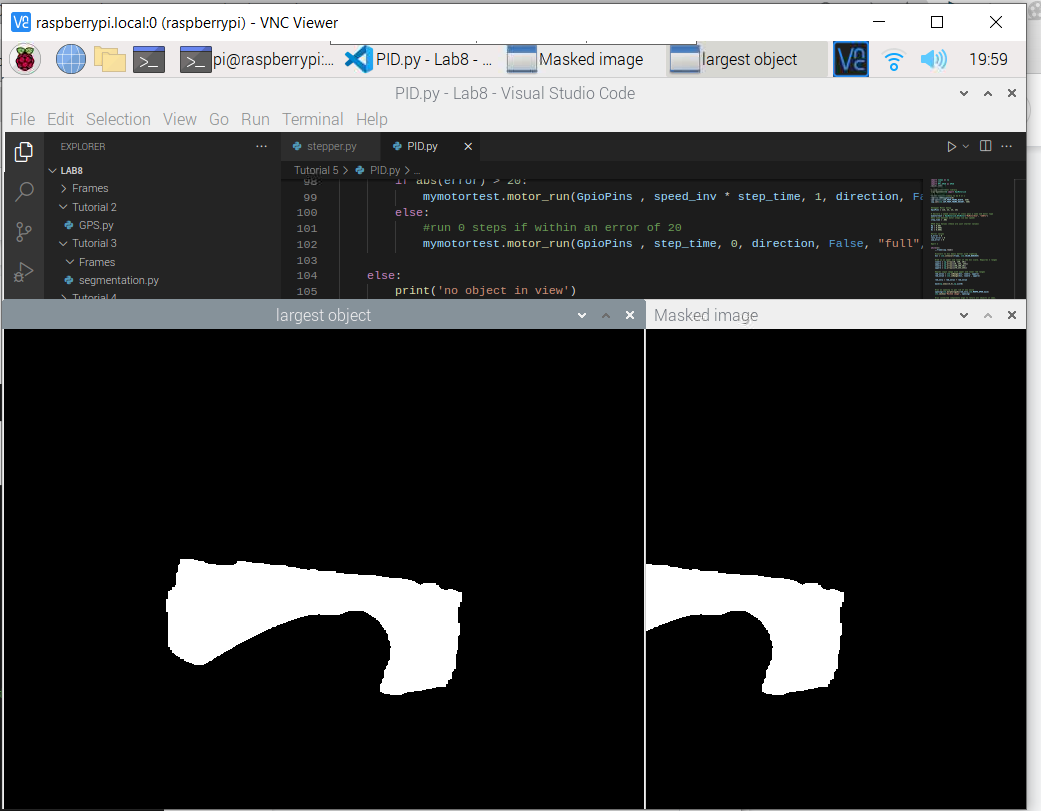 raspberrypi.local:0 (raspberrypi) - VNC Viewer
pi@raspberrypi:... PID.py - Lab8 - ... Masked image largest object 19:59
PID.py - Lab8 - Visual Studio Code
File Edit Selection View Go Run Terminal Help
EXPLORER ... stepper.py PID.py
LAB8 Tutorial 5 > PID.py > ...
98 if abs(error) > 20:
Frames 99 mymotortest.motor_run(GpioPins , speed_inv * step_time, 1, direction, Fa
Tutorial 2 100 else:
GPS.py 101 #run 0 steps if within an error of 20
Tutorial 3 102 mymotortest.motor_run(GpioPins , step_time, 0, direction, False, "full",
Frames 103
segmentation.py 104 else:
Tutorial 4 105 print('no object in view')
largest object Masked image